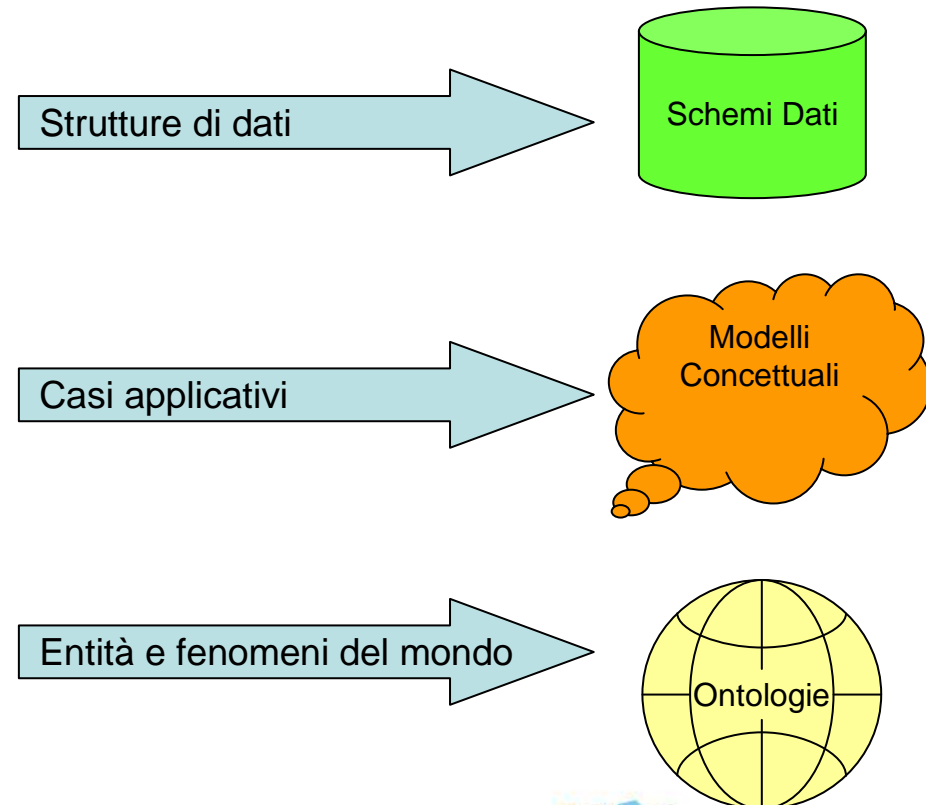 Strutture di dati
Schemi Dati
Casi applicativi
Modelli
Concettuali
Entità e fenomeni del mondo
Ontologie